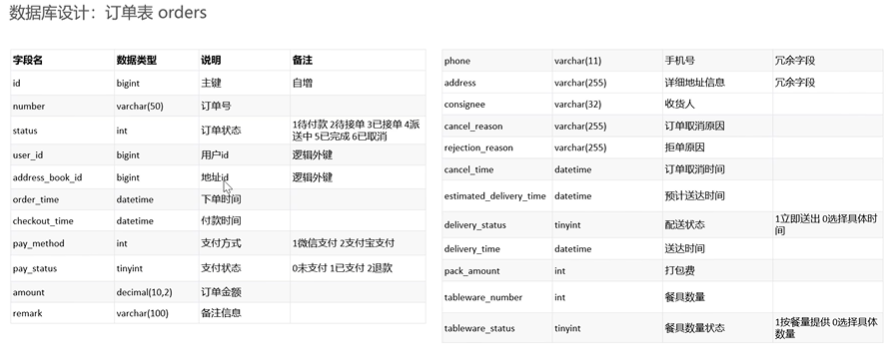 数据库设计：订单表 orders
字段名 数据类型 说明 备注
id bigint 主键 自增
number varchar(50) 订单号
status int 订单状态 1待付款 2待接单 3已接单 4派
送中 5已完成 6已取消
user_id bigint 用户id 逻辑外键
address_book_id bigint 地址id 逻辑外键
order_time datetime 下单时间
checkout_time datetime 付款时间
pay_method int 支付方式 1微信支付 2支付宝支付
pay_status tinyint 支付状态 0未支付 1已支付 2退款
amount decimal(10,2) 订单金额
remark varchar(100) 备注信息
phone varchar(11) 手机号 冗余字段
address varchar(255) 详细地址信息 冗余字段
consignee varchar(32) 收货人
cancel_reason varchar(255) 订单取消原因
rejection_reason varchar(255) 拒单原因
cancel_time datetime 订单取消时间
estimated_delivery_time datetime 预计送达时间
delivery_status tinyint 配送状态 1立即送出 0选择具体时
间
delivery_time datetime 送达时间
pack_amount int 打包费
tableware_number int 餐具数量
tableware_status tinyint 餐具数量状态 1按餐量提供 0选择具体
数量